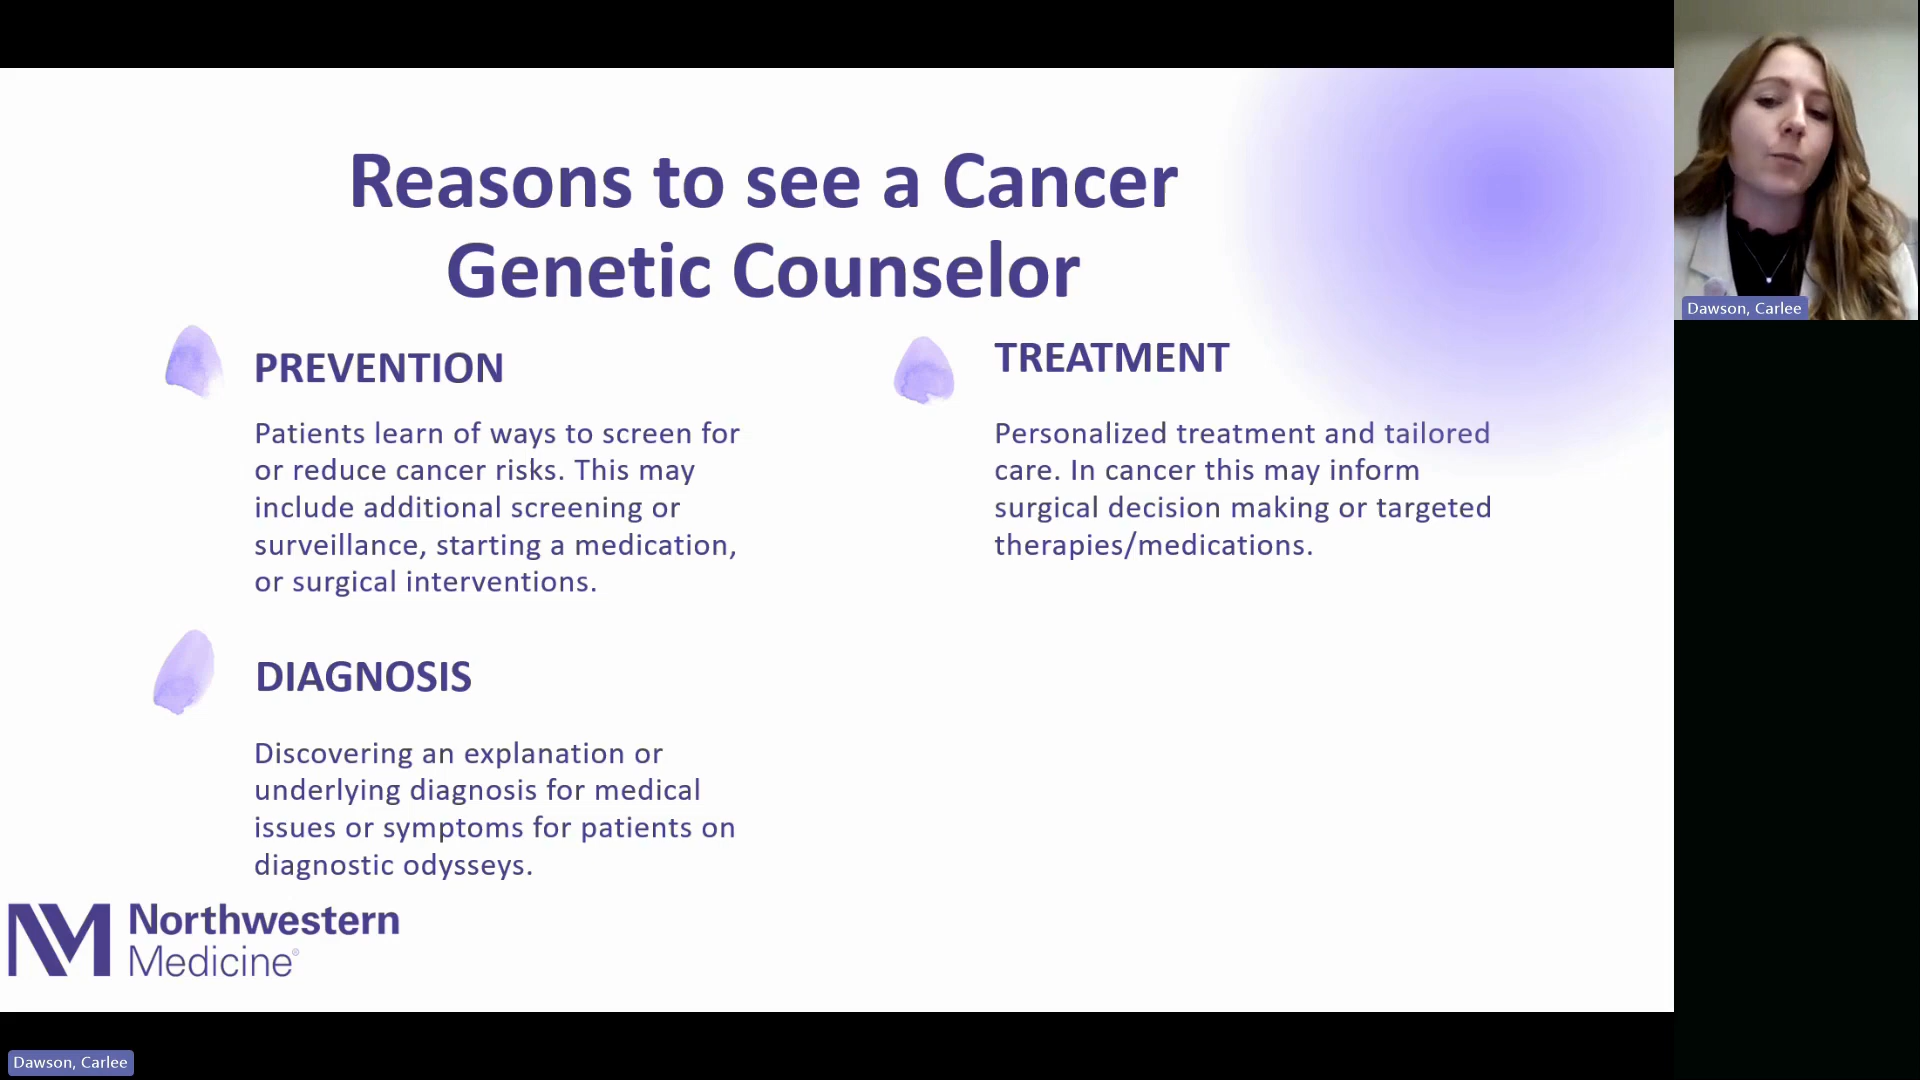 Reasons to see a Cancer
Genetic Counselor
PREVENTION
Patients learn of ways to screen for
or reduce cancer risks. This may
include additional screening or
surveillance, starting a medication,
or surgical interventions.
DIAGNOSIS
Discovering an explanation or
underlying diagnosis for medical
issues or symptoms for patients on
diagnostic odysseys.
TREATMENT
Personalized treatment and tailored
care. In cancer this may inform
surgical decision making or targeted
therapies/medications.
Northwestern
Medicine®
Dawson, Carlee
Dawson, Carlee